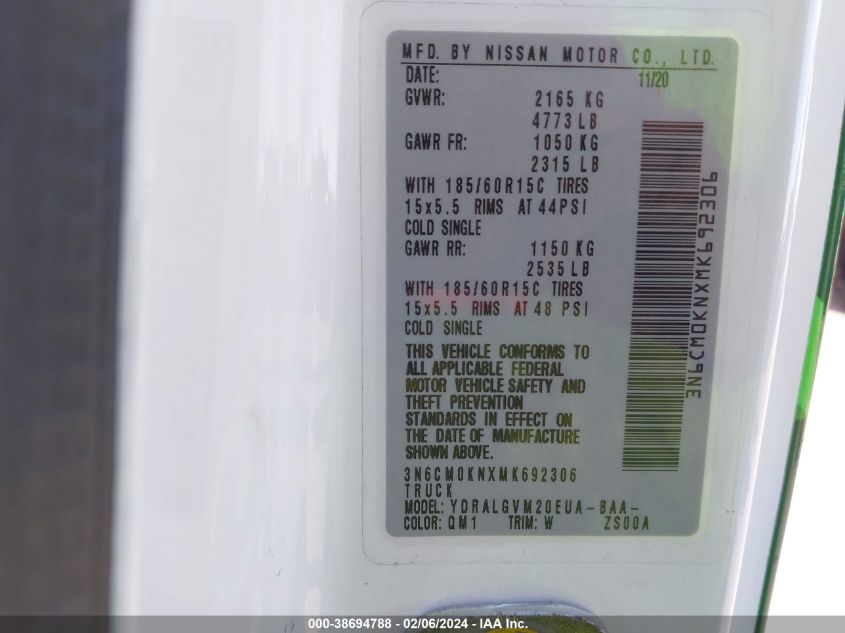 MFD. BY NISSAN MOTOR CO., LTD.
DATE: 11/20
GVWR: 2165 KG
4773 LB
GAWR FR: 1050 KG
2315 LB
WITH 185/60R15C TIRES
15x5.5 RIMS AT 44PSI
COLD SINGLE
GAWR RR: 1150 KG
2535 LB
WITH 185/60R15C TIRES
15x5.5 RIMS AT 48 PSI
COLD SINGLE
THIS VEHICLE CONFORMS TO
ALL APPLICABLE FEDERAL
MOTOR VEHICLE SAFETY AND
THEFT PREVENTION
STANDARDS IN EFFECT ON
THE DATE OF MANUFACTURE
SHOWN ABOVE.
3N6CM0KNXMK692306
TRUCK
MODEL: YDRALGVM20EUA-BAA-
COLOR: QM1 TRIM: W ZS00A
3N6CM0KNXMK692306
000-38694788 - 02/06/2024 - IAA Inc.